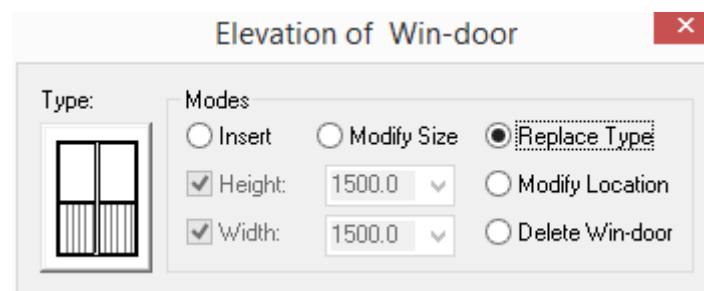 Elevation of Win-door
Type:
Modes
Insert
Modify Size
Replace Type
Height:
1500.0
Modify Location
Width:
1500.0
Delete Win-door